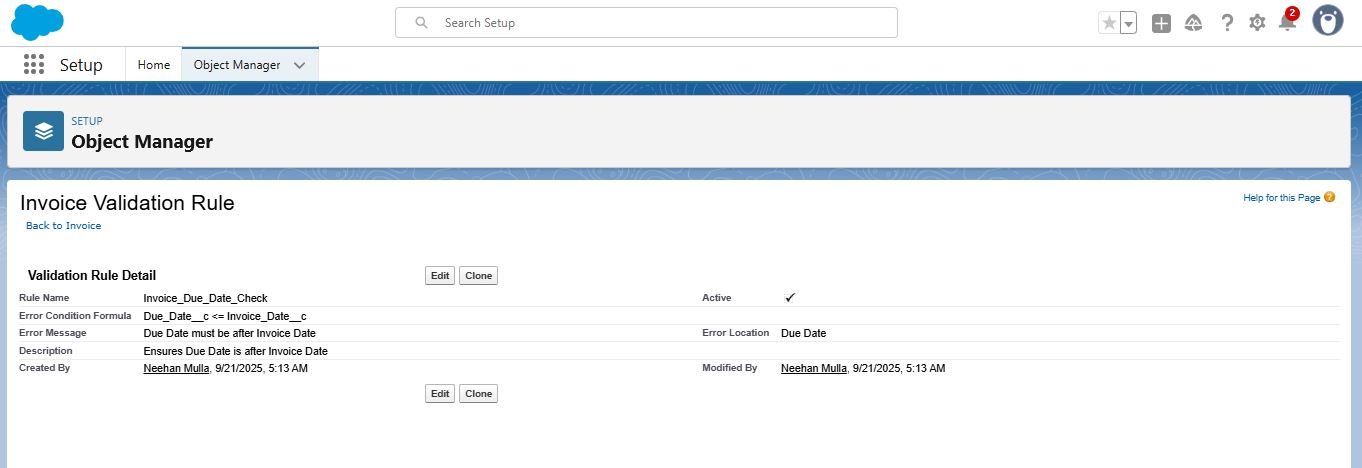 Search Setup
2
Setup Home Object Manager
SETUP
Object Manager
Invoice Validation Rule
Help for this Page ?
Back to Invoice
Validation Rule Detail Edit Clone
Rule Name Invoice_Due_Date_Check Active ✓
Error Condition Formula Due_Date__c <= Invoice_Date__c
Error Message Due Date must be after Invoice Date Error Location Due Date
Description Ensures Due Date is after Invoice Date
Created By Neehan Mulla, 9/21/2025, 5:13 AM Modified By Neehan Mulla, 9/21/2025, 5:13 AM
Edit Clone